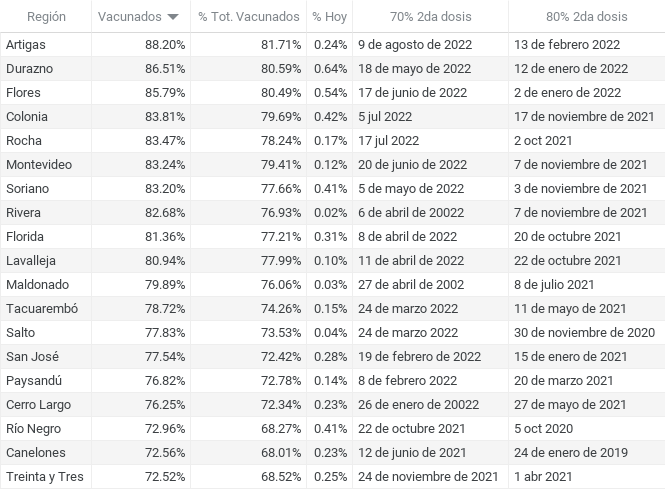 Región Vacunados % Tot. Vacunados % Hoy 70% 2da dosis 80% 2da dosis
Artigas 88.20% 81.71% 0.24% 9 de agosto de 2022 13 de febrero 2022
Durazno 86.51% 80.59% 0.64% 18 de mayo de 2022 12 de enero de 2022
Flores 85.79% 80.49% 0.54% 17 de junio de 2022 2 de enero de 2022
Colonia 83.81% 79.69% 0.42% 5 jul 2022 17 de noviembre de 2021
Rocha 83.47% 78.24% 0.17% 17 jul 2022 2 oct 2021
Montevideo 83.24% 79.41% 0.12% 20 de junio de 2022 7 de noviembre de 2021
Soriano 83.20% 77.66% 0.41% 5 de mayo de 2022 3 de noviembre de 2021
Rivera 82.68% 76.93% 0.02% 6 de abril de 20022 7 de noviembre de 2021
Florida 81.36% 77.21% 0.31% 8 de abril de 2022 20 de octubre 2021
Lavalleja 80.94% 77.99% 0.10% 11 de abril de 2022 22 de octubre 2021
Maldonado 79.89% 76.06% 0.03% 27 de abril de 2002 8 de julio 2021
Tacuarembó 78.72% 74.26% 0.15% 24 de marzo 2022 11 de mayo de 2021
Salto 77.83% 73.53% 0.04% 24 de marzo 2022 30 de noviembre de 2020
San José 77.54% 72.42% 0.28% 19 de febrero de 2022 15 de enero de 2021
Paysandú 76.82% 72.78% 0.14% 8 de febrero 2022 20 de marzo 2021
Cerro Largo 76.25% 72.34% 0.23% 26 de enero de 20022 27 de mayo de 2021
Río Negro 72.96% 68.27% 0.41% 22 de octubre 2021 5 oct 2020
Canelones 72.56% 68.01% 0.23% 12 de junio de 2021 24 de enero de 2019
Treinta y Tres 72.52% 68.52% 0.25% 24 de noviembre de 2021 1 abr 2021